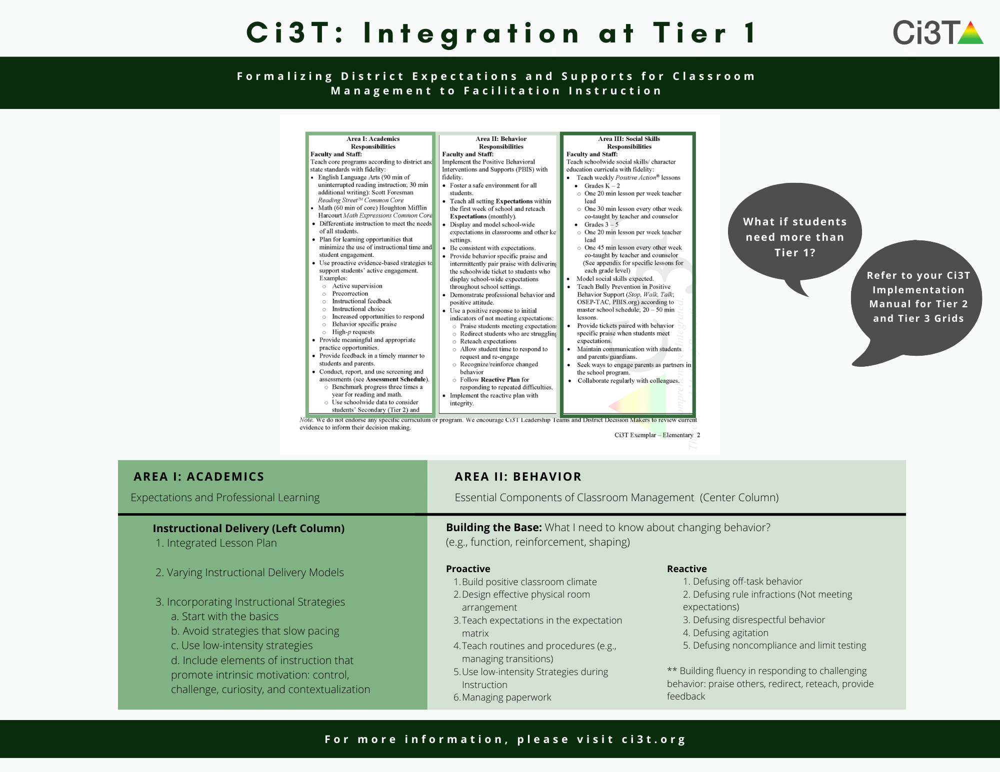 Ci3T: Integration at Tier 1
Ci3T
Formalizing District Expectations and Supports for Classroom
Management to Facilitation Instruction
Area I: Academics
Responsibilities
Faculty and Staff:
Teach core programs according to district and
state standards with fidelity:
• English Language Arts (90 min of
uninterrupted reading instruction; 30 min
additional writing): Scott Foresman
Reading Street™ Common Core
• Math (60 min of core) Houghton Mifflin
Harcourt Math Expressions Common Core
• Differentiate instruction to meet the needs
of all students.
• Plan for learning opportunities that
minimize the use of instructional time and
student engagement.
• Use proactive evidence-based strategies to
support students’ active engagement.
Examples:
○ Active supervision
○ Precorrection
○ Instructional feedback
○ Instructional choice
○ Increased opportunities to respond
○ Behavior specific praise
○ High-p requests
• Provide meaningful and appropriate
practice opportunities.
• Provide feedback in a timely manner to
students and parents.
• Conduct, report, and use screening and
assessments (see Assessment Schedule).
○ Benchmark progress three times a
year for reading and math.
○ Use schoolwide data to consider
students’ Secondary (Tier 2) and
Area II: Behavior
Responsibilities
Faculty and Staff:
Implement the Positive Behavioral
Interventions and Supports (PBIS) with
fidelity.
• Foster a safe environment for all
students.
• Teach all setting Expectations within
the first week of school and reteach
Expectations (monthly).
• Display and model school-wide
expectations in classrooms and other ke
settings.
• Be consistent with expectations.
• Provide behavior specific praise and
intermittently pair praise with delivering
the schoolwide ticket to students who
display school-wide expectations
throughout school settings.
• Demonstrate professional behavior and
positive attitude.
• Use a positive response to initial
indicators of not meeting expectations:
○ Praise students meeting expectations
○ Redirect students who are struggling
○ Reteach expectations
○ Allow student time to respond to
request and re-engage
○ Recognize/reinforce changed
behavior
○ Follow Reactive Plan for
responding to repeated difficulties.
• Implement the reactive plan with
integrity.
Area III: Social Skills
Responsibilities
Faculty and Staff:
Teach schoolwide social skills/ character
education curricula with fidelity:
• Teach weekly Positive Action® lessons
• Grades K – 2
○ One 20 min lesson per week teacher
lead
○ One 30 min lesson every other week
co-taught by teacher and counselor
• Grades 3 – 5
○ One 20 min lesson per week teacher
lead
○ One 45 min lesson every other week
co-taught by teacher and counselor
(See appendix for specific lessons for
each grade level)
• Model social skills expected.
• Teach Bully Prevention in Positive
Behavior Support (Stop, Walk, Talk;
OSEP-TAC, PBIS.org) according to
master school schedule; 20 – 50 min
lessons.
• Provide tickets paired with behavior
specific praise when students meet
expectations.
• Maintain communication with students
and parents/guardians.
• Seek ways to engage parents as partners in
the school program.
• Collaborate regularly with colleagues.
Note. We do not endorse any specific curriculum or program. We encourage Ci3T Leadership Teams and District Decision Makers to review current
evidence to inform their decision making.
Ci3T Exemplar – Elementary 2
What if students
need more than
Tier 1?
Refer to your Ci3T
Implementation
Manual for Tier 2
and Tier 3 Grids
AREA I: ACADEMICS
Expectations and Professional Learning
Instructional Delivery (Left Column)
1. Integrated Lesson Plan
2. Varying Instructional Delivery Models
3. Incorporating Instructional Strategies
a. Start with the basics
b. Avoid strategies that slow pacing
c. Use low-intensity strategies
d. Include elements of instruction that
promote intrinsic motivation: control,
challenge, curiosity, and contextualization
AREA II: BEHAVIOR
Essential Components of Classroom Management (Center Column)
Building the Base: What I need to know about changing behavior?
(e.g., function, reinforcement, shaping)
Proactive
1. Build positive classroom climate
2. Design effective physical room
arrangement
3. Teach expectations in the expectation
matrix
4. Teach routines and procedures (e.g.,
managing transitions)
5. Use low-intensity Strategies during
Instruction
6. Managing paperwork
Reactive
1. Defusing off-task behavior
2. Defusing rule infractions (Not meeting
expectations)
3. Defusing disrespectful behavior
4. Defusing agitation
5. Defusing noncompliance and limit testing
** Building fluency in responding to challenging
behavior: praise others, redirect, reteach, provide
feedback
For more information, please visit ci3t.org